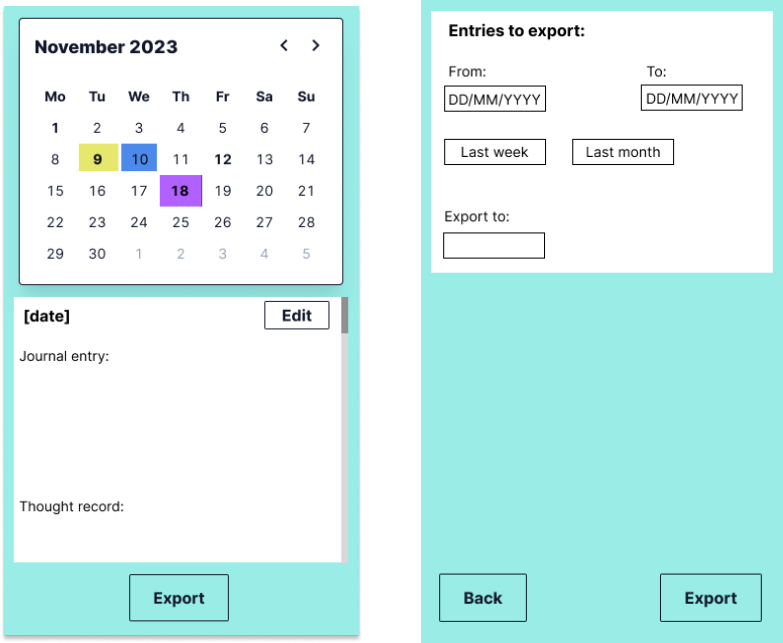 November 2023
Mo Tu We Th Fr Sa Su
1 2 3 4 5 6 7
8 9 10 11 12 13 14
15 16 17 18 19 20 21
22 23 24 25 26 27 28
29 30 1 2 3 4 5
[date] Edit
Journal entry:
Thought record:
Export
Entries to export:
From: To:
DD/MM/YYYY DD/MM/YYYY
Last week Last month
Export to:
Back Export